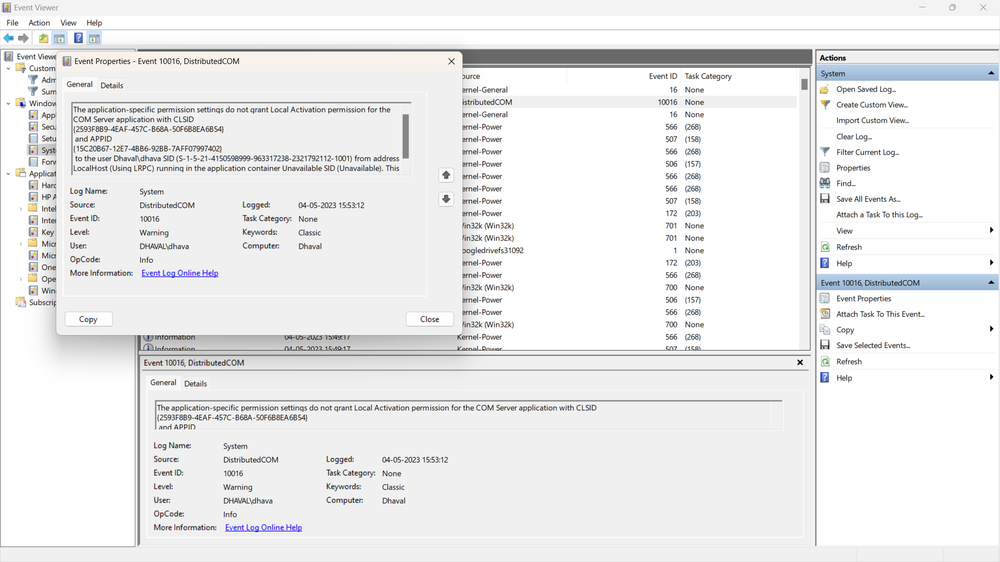 Event Viewer
File Action View Help
Event Viewe
Custom
Adm
Sum
Window
Appl
Secu
Setu
Syst
Forw
Applicat
Hard
HP A
Intel
Inter
Key
Micr
Micr
One
Ope
Wind
Subscrip
Event Properties - Event 10016, DistributedCOM
General Details
The application-specific permission settings do not grant Local Activation permission for the
COM Server application with CLSID
{2593F8B9-4EAF-457C-B68A-50F6B8EA6B54}
and APPID
{15C20B67-12E7-4BB6-92BB-7AFF07997402}
to the user Dhaval\dhava SID (S-1-5-21-4150598999-963317238-2321792112-1001) from address
LocalHost (Using LRPC) running in the application container Unavailable SID (Unavailable). This
Log Name: System
Source: DistributedCOM Logged: 04-05-2023 15:53:12
Event ID: 10016 Task Category: None
Level: Warning Keywords: Classic
User: DHAVAL\dhava Computer: Dhaval
OpCode: Info
More Information: Event Log Online Help
Copy Close
ource Event ID Task Category
ernel-General 16 None
istributedCOM 10016 None
ernel-General 16 None
ernel-Power 566 (268)
ernel-Power 507 (158)
ernel-Power 566 (268)
ernel-Power 506 (157)
ernel-Power 566 (268)
ernel-Power 566 (268)
ernel-Power 507 (158)
ernel-Power 172 (203)
in32k (Win32k) 701 None
in32k (Win32k) 701 None
oogledrivefs31092 1 None
ernel-Power 172 (203)
ernel-Power 566 (268)
in32k (Win32k) 700 None
ernel-Power 506 (157)
ernel-Power 566 (268)
in32k (Win32k) 700 None
Information 04-05-2023 15:49:17 Kernel-Power 566 (268)
Information 04-05-2023 15:49:17 Kernel-Power 507 (158)
Event 10016, DistributedCOM
General Details
The application-specific permission settings do not grant Local Activation permission for the COM Server application with CLSID
{2593F8B9-4EAF-457C-B68A-50F6B8EA6B54}
and APPID
Log Name: System
Source: DistributedCOM Logged: 04-05-2023 15:53:12
Event ID: 10016 Task Category: None
Level: Warning Keywords: Classic
User: DHAVAL\dhava Computer: Dhaval
OpCode: Info
More Information: Event Log Online Help
Actions
System
Open Saved Log...
Create Custom View...
Import Custom View...
Clear Log...
Filter Current Log...
Properties
Find...
Save All Events As...
Attach a Task To this Log...
View
Refresh
Help
Event 10016, DistributedCOM
Event Properties
Attach Task To This Event...
Copy
Save Selected Events...
Refresh
Help